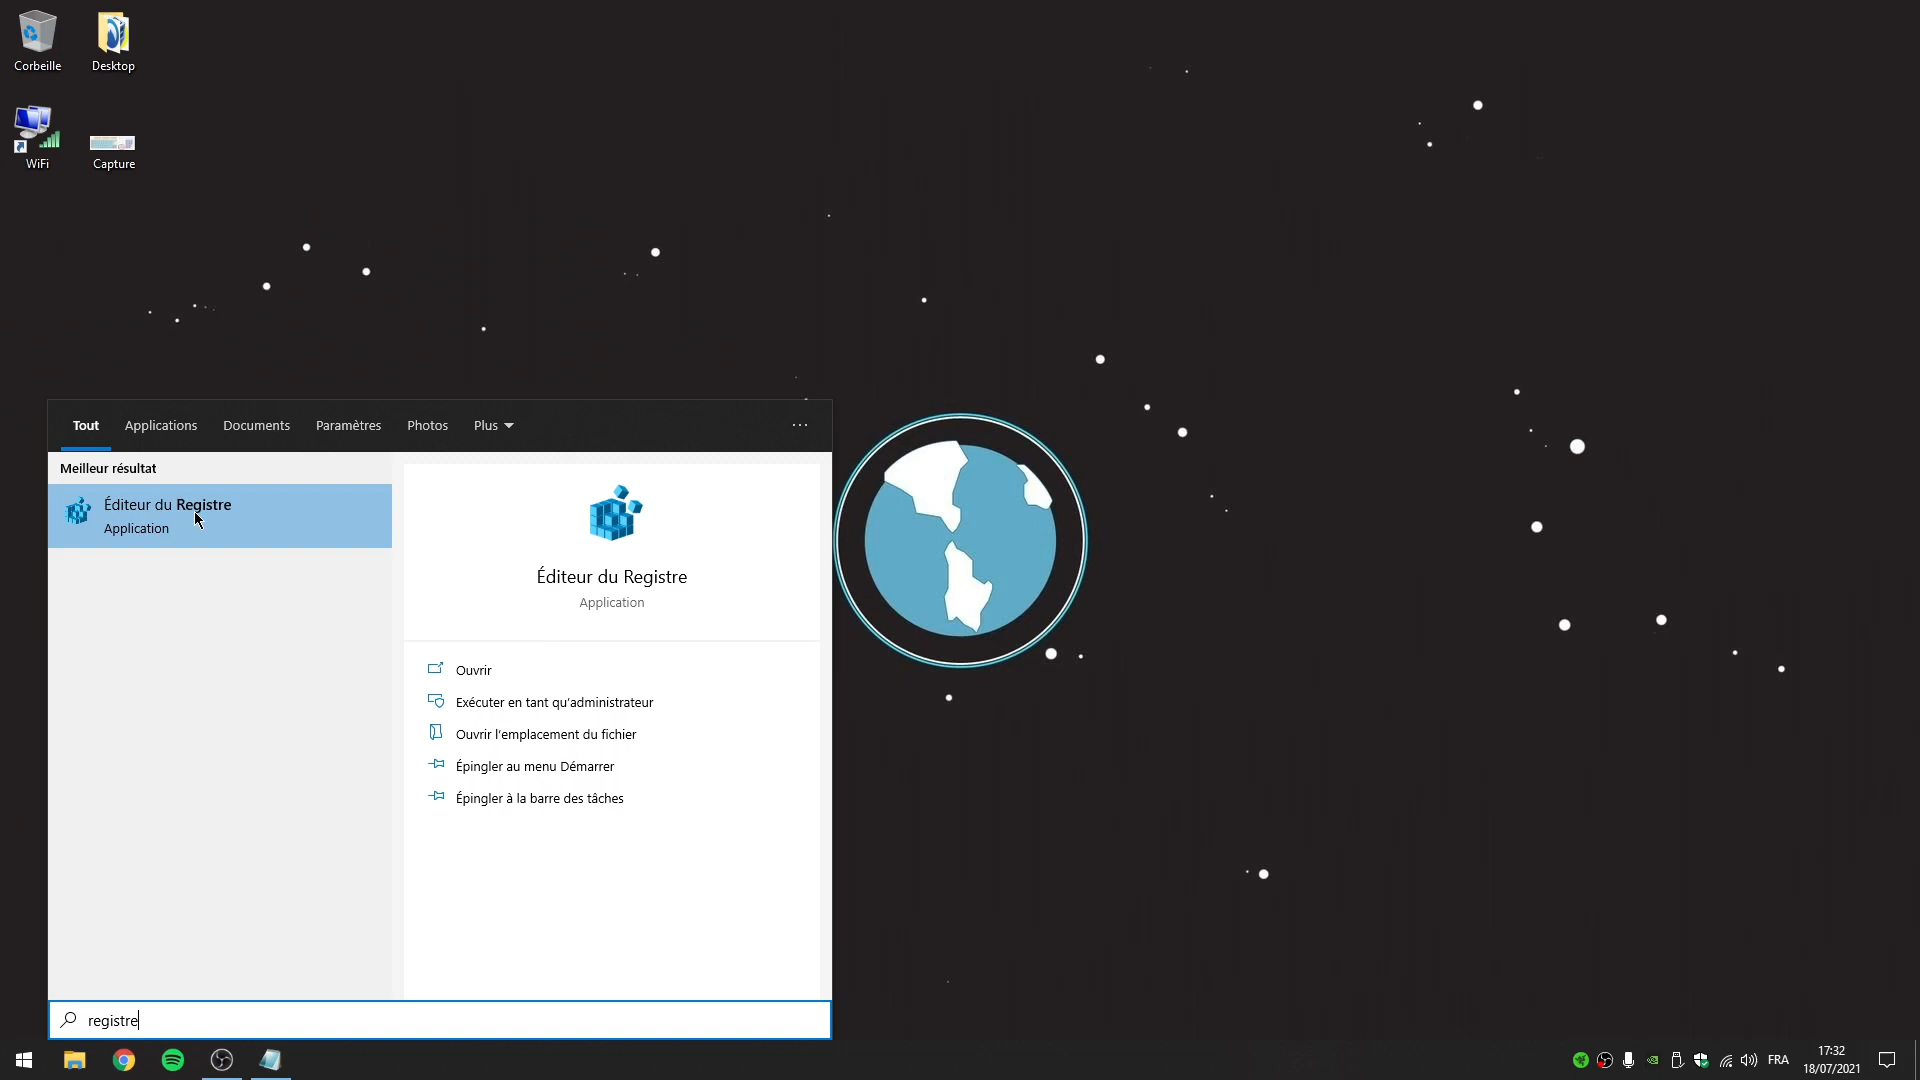 Corbeille
Desktop
WiFi
Capture
Tout
Applications
Documents
Paramètres
Photos
Plus
Meilleur résultat
Éditeur du Registre
Application
Éditeur du Registre
Application
Ouvrir
Exécuter en tant qu'administrateur
Ouvrir l'emplacement du fichier
Épingler au menu Démarrer
Épingler à la barre des tâches
registre
FRA
17:32
18/07/2021